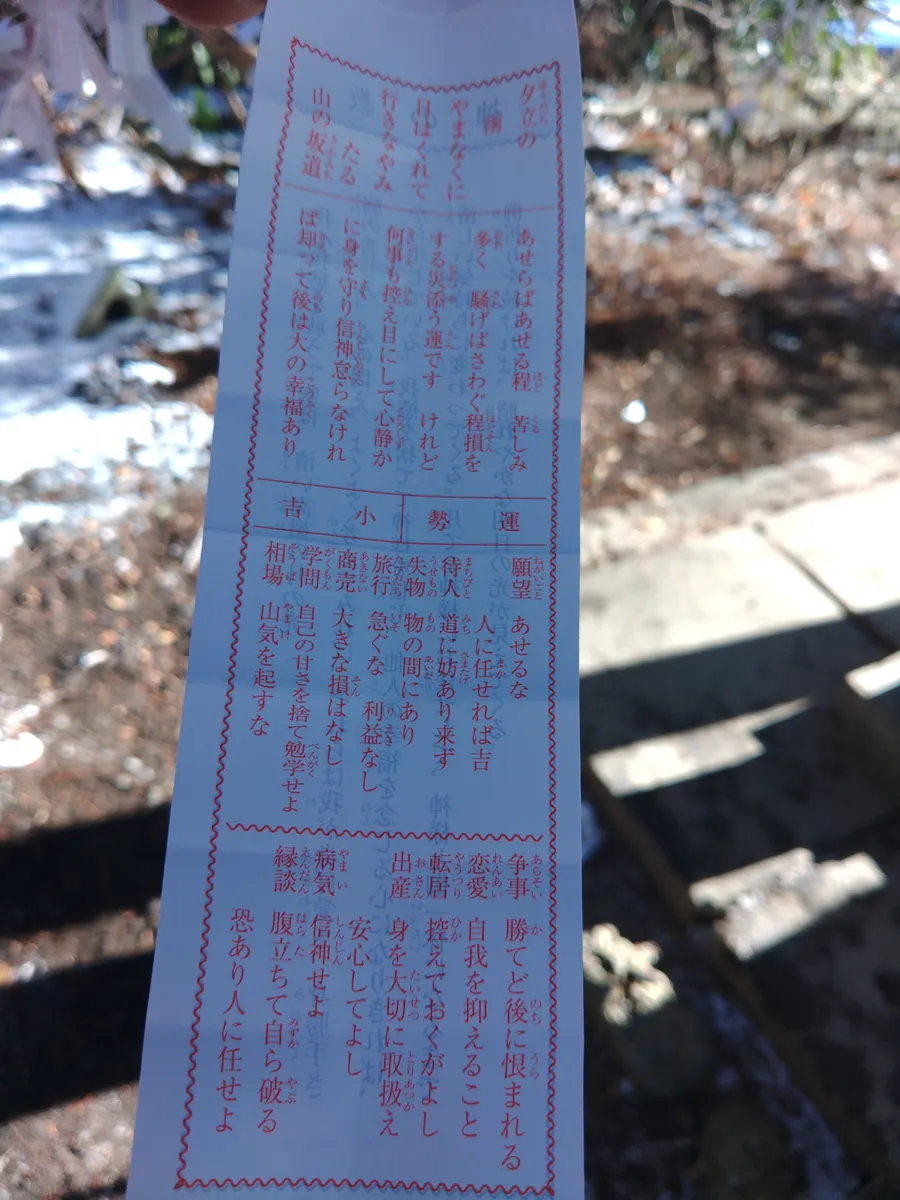 夕立の
やまなくに
日はくれて
行きなやみ
たる
山の坂道
あせらばあせる程 苦しみ
多く 騒げばさわぐ程損を
する災添う運です けれど
何事も控え目にして心静か
に身を守り信神怠らなけれ
ば却って後は大の幸福あり
運勢 小吉
願望 あせるな
人に任せれば吉
待人 道に妨あり来ず
失物 物の間にあり
旅行 急ぐな 利益なし
商売 大きな損はなし
学問 自己の甘さを捨て勉学せよ
相場 山気を起すな
争事 勝てど後に恨まれる
恋愛 自我を抑えること
転居 控えておくがよし
出産 身を大切に取扱え
安心してよし
病気 信神せよ
縁談 腹立ちて自ら破る
恐あり人に任せよ